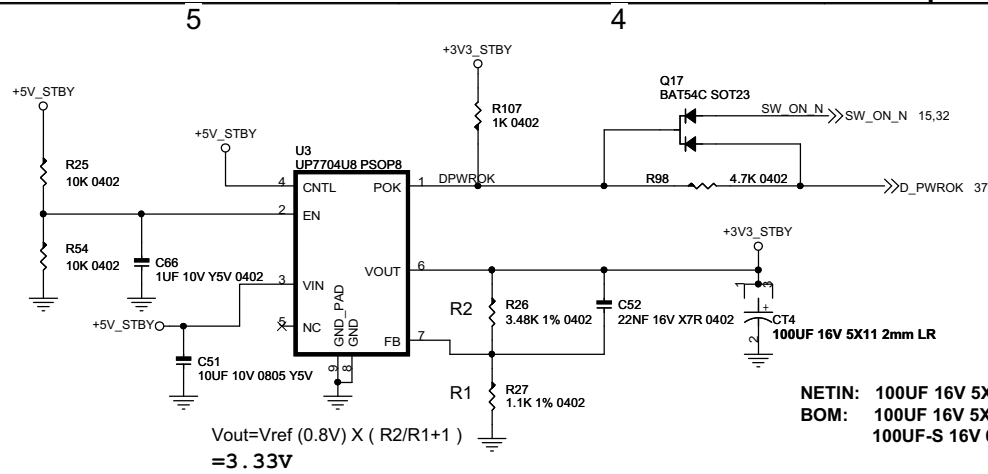 5
4
+5V_STBY
R25
10K 0402
R54
10K 0402
C66
1UF 10V Y5V 0402
+5V_STBY
U3
UP7704U8 PSOP8
4
CNTL
POK
1
2
EN
3
VIN
VOUT
6
5
NC
GND_PAD
GND
FB
7
9
8
+5V_STBY
C51
10UF 10V 0805 Y5V
+3V3_STBY
R107
1K 0402
DPWROK
Q17
BAT54C SOT23
SW_ON_N
SW_ON_N 15,32
R98
4.7K 0402
D_PWROK 37
+3V3_STBY
R2
R26
3.48K 1% 0402
C52
22NF 16V X7R 0402
1
3
+
CT4
100UF 16V 5X11 2mm LR
2
R1
R27
1.1K 1% 0402
Vout=Vref (0.8V) X ( R2/R1+1 )
=3.33V
NETIN: 100UF 16V 5X
BOM: 100UF 16V 5X
100UF-S 16V